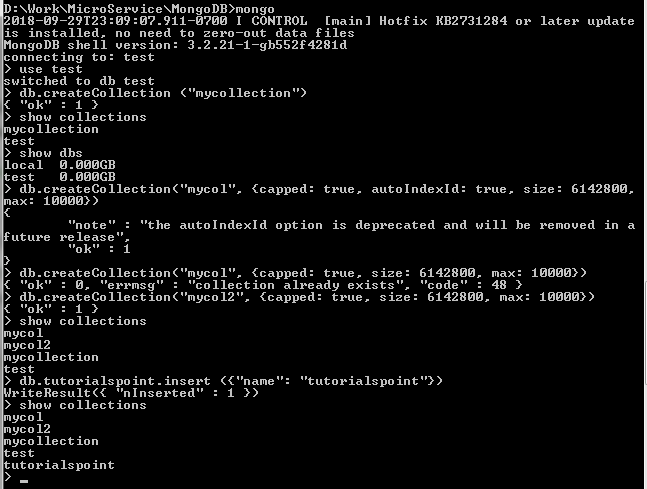 D:\Work\MicroService\MongoDB>mongo
2018-09-29T23:09:07.911-0700 I CONTROL  [main] Hotfix KB2731284 or later update
is installed, no need to zero-out data files
MongoDB shell version: 3.2.21-1-gb552f4281d
connecting to: test
> use test
switched to db test
> db.createCollection ("mycollection")
{ "ok" : 1 }
> show collections
mycollection
test
> show dbs
local  0.000GB
test   0.000GB
> db.createCollection("mycol", {capped: true, autoIndexId: true, size: 6142800,
max: 10000})
{
        "note" : "the autoIndexId option is deprecated and will be removed in a
future release",
        "ok" : 1
}
> db.createCollection("mycol", {capped: true, size: 6142800, max: 10000})
{ "ok" : 0, "errmsg" : "collection already exists", "code" : 48 }
> db.createCollection("mycol2", {capped: true, size: 6142800, max: 10000})
{ "ok" : 1 }
> show collections
mycol
mycol2
mycollection
test
> db.tutorialspoint.insert ({"name": "tutorialspoint"})
WriteResult({ "nInserted" : 1 })
> show collections
mycol
mycol2
mycollection
test
tutorialspoint
> _